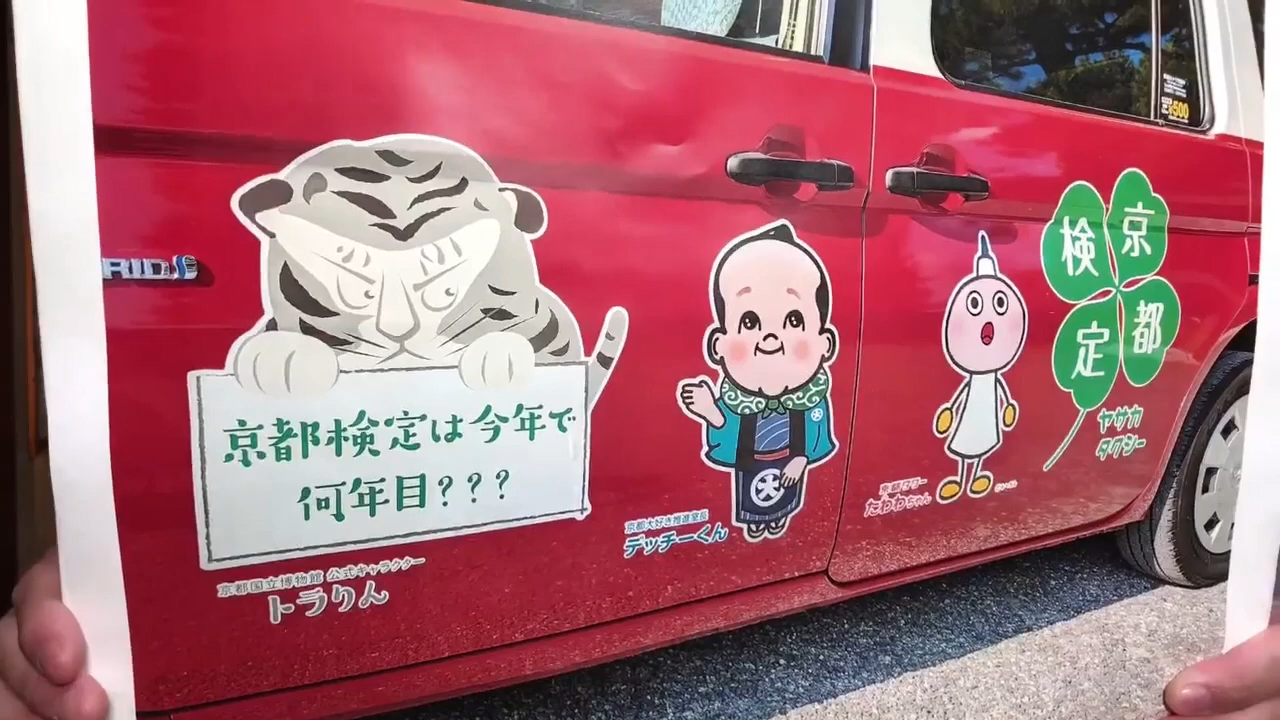 RID
京都検定は今年で
何年目???
京都国立博物館 公式キャラクター
トラりん
京都大好き推進室長
デッチーくん
大
京都タワー
たわわちゃん
京都
検定
ヤサカ
タクシー
¥500